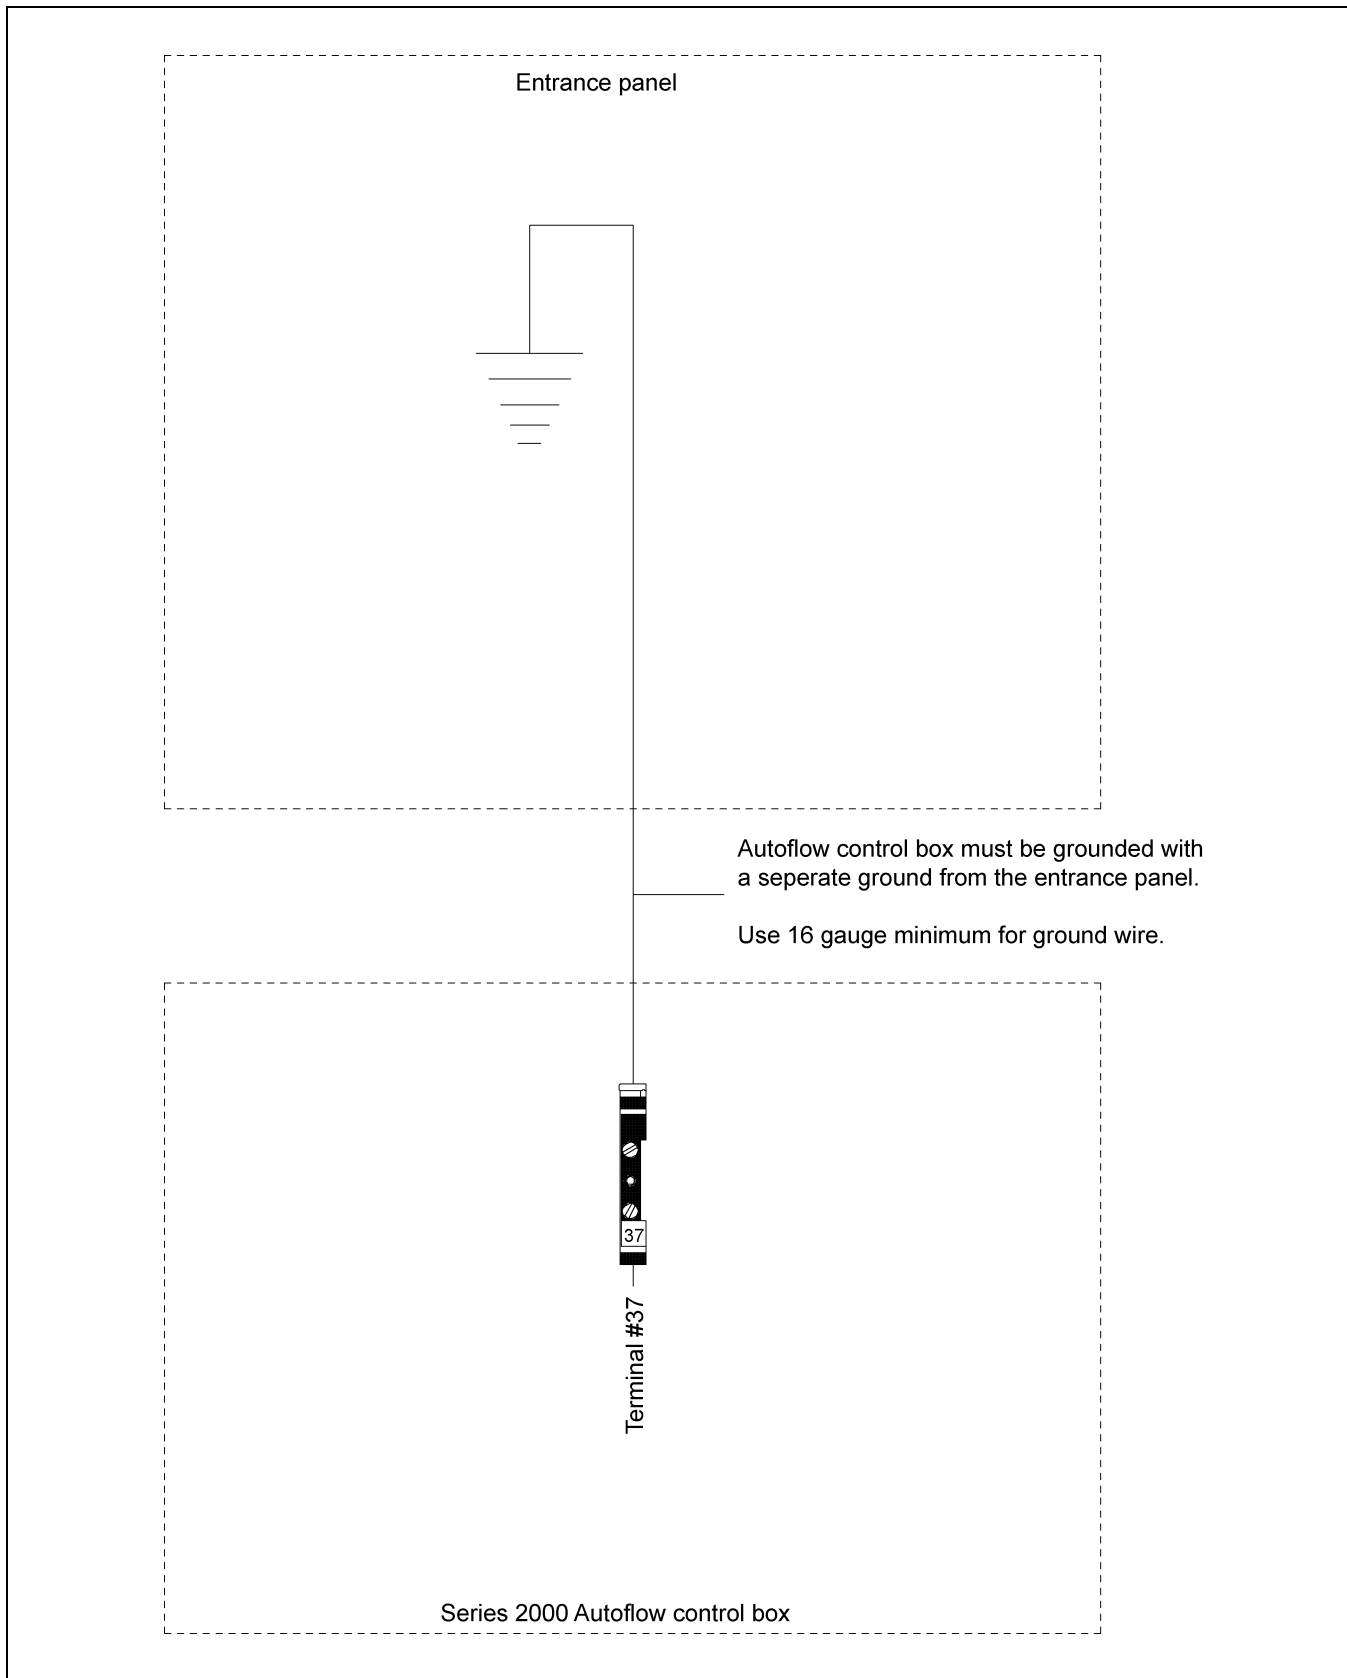 Entrance panel
Autoflow control box must be grounded with
a seperate ground from the entrance panel.
Use 16 gauge minimum for ground wire.
37
Terminal #37
Series 2000 Autoflow control box